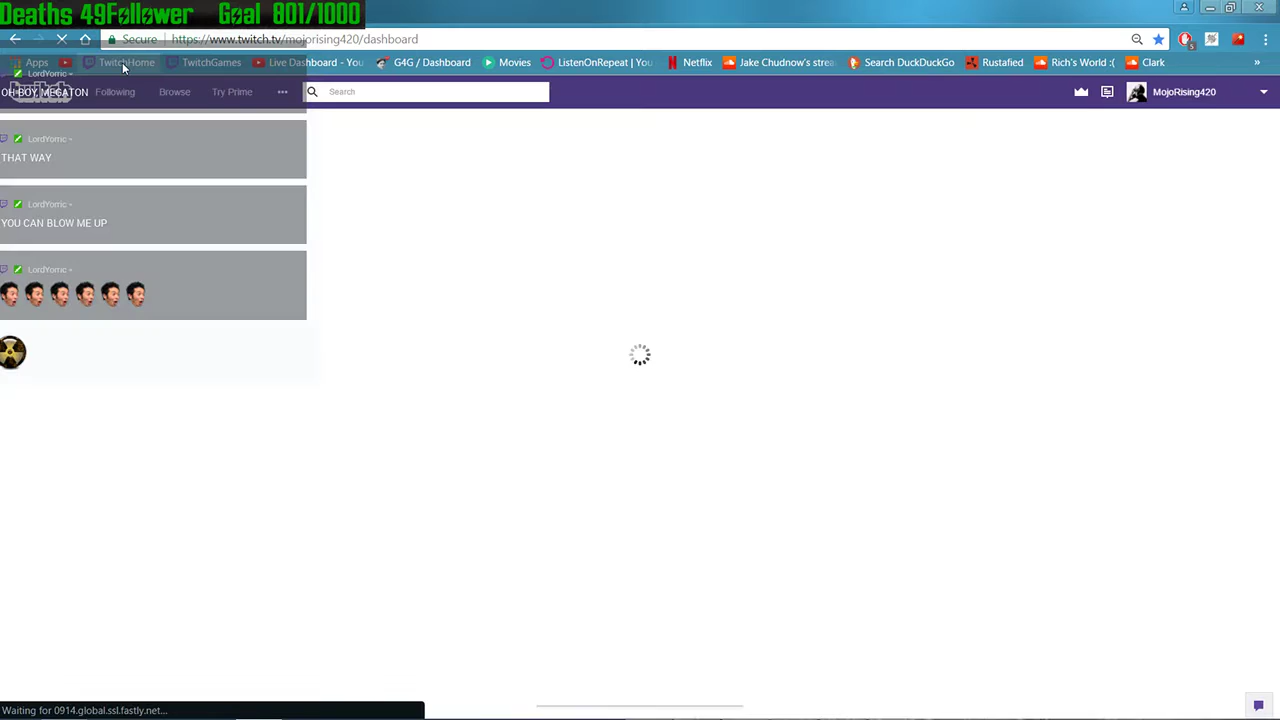 Deaths 49Follower Goal 801/1000
Secure https://www.twitch.tv/mojorising420/dashboard
Apps TwitchHome TwitchGames Live Dashboard - You G4G / Dashboard Movies ListenOnRepeat | You Netflix Jake Chudnow's strea Search DuckDuckGo Rustafied Rich's World :( Clark »
LordYorric
OH BOY, MEGATON
Following Browse Try Prime ••• Search MojoRising420
LordYorric
THAT WAY
LordYorric
YOU CAN BLOW ME UP
LordYorric
Waiting for 0914.global.ssl.fastly.net...